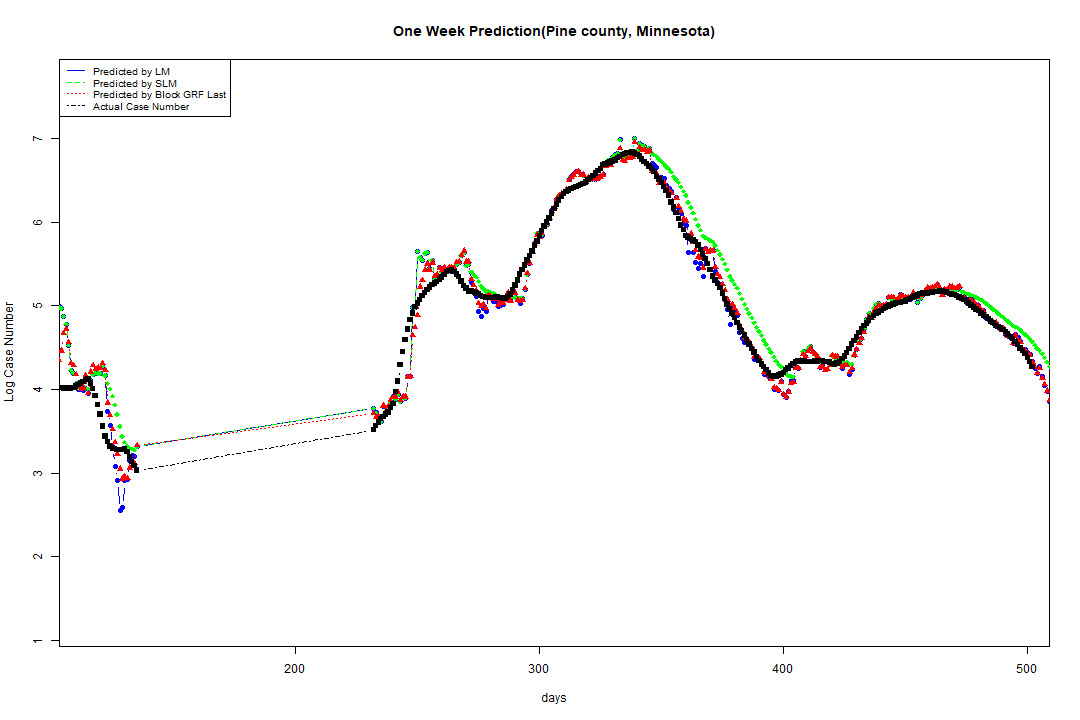 One Week Prediction(Pine county, Minnesota)
Predicted by LM
Predicted by SLM
Predicted by Block GRF Last
Actual Case Number
7
6
5
4
3
2
1
Log Case Number
200
300
400
500
days